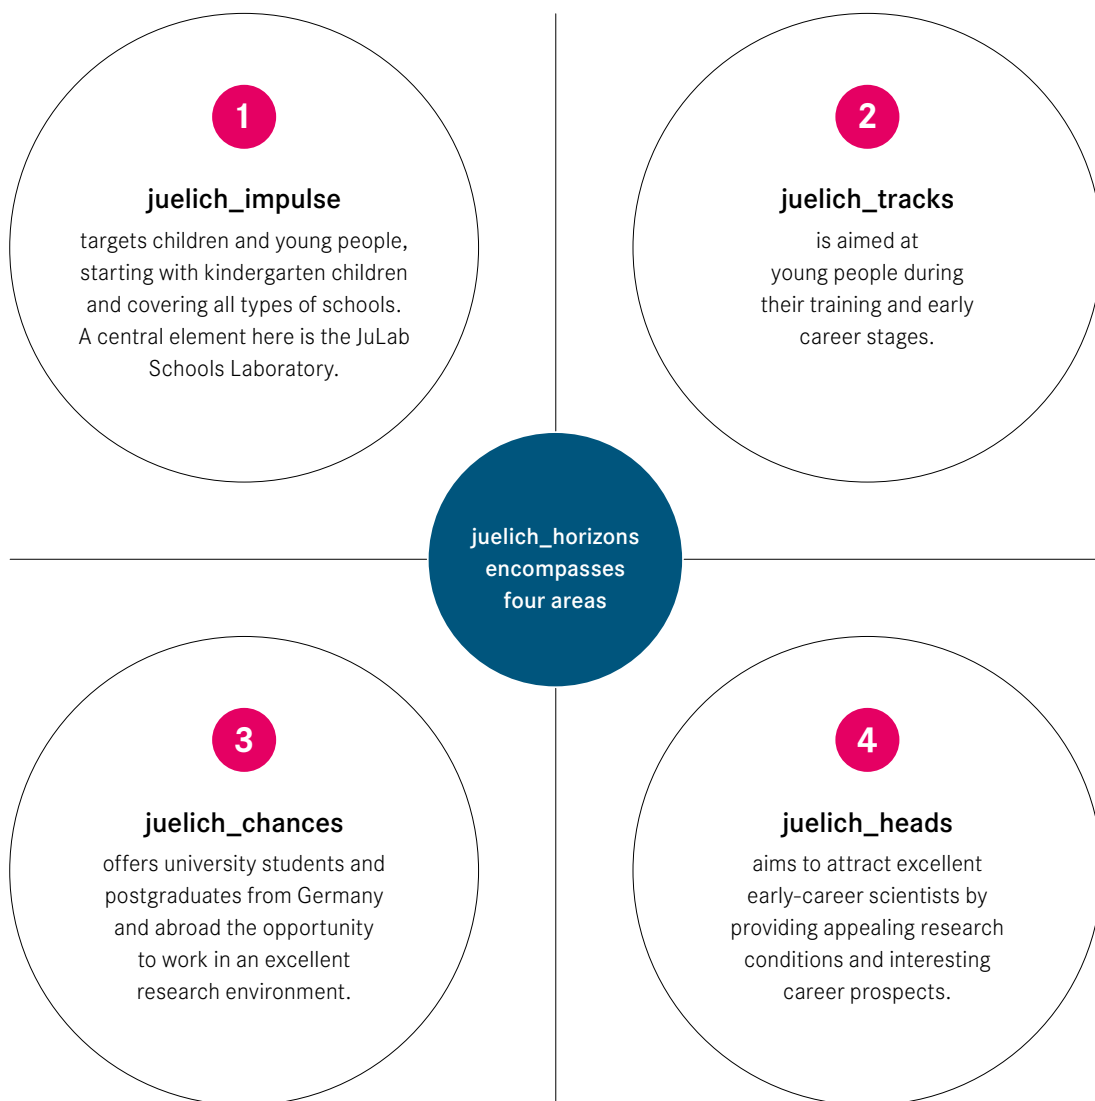 1
juelich_impulse
targets children and young people,
starting with kindergarten children
and covering all types of schools.
A central element here is the JuLab
Schools Laboratory.
2
juelich_tracks
is aimed at
young people during
their training and early
career stages.
juelich_horizons
encompasses
four areas
3
juelich_chances
offers university students and
postgraduates from Germany
and abroad the opportunity
to work in an excellent
research environment.
4
juelich_heads
aims to attract excellent
early-career scientists by
providing appealing research
conditions and interesting
career prospects.